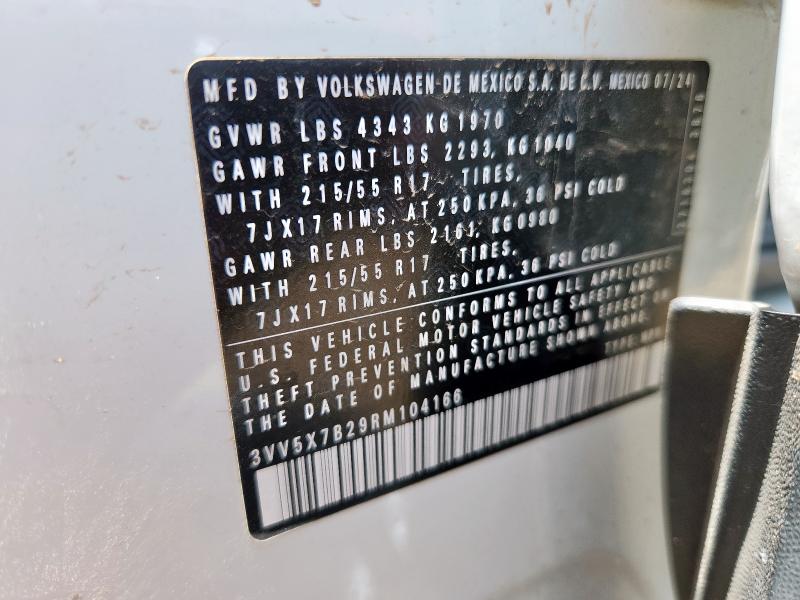 MFD BY VOLKSWAGEN DE MEXICO S.A. DE C.V. MEXICO 07/24
GVWR LBS 4343 KG 1970
GAWR FRONT LBS 2293, KG 1040
WITH 215/55 R17 TIRES,
7JX17 RIMS, AT 250 KPA, 36 PSI COLD
GAWR REAR LBS 2161, KG 0980
WITH 215/55 R17 TIRES,
7JX17 RIMS, AT 250 KPA, 36 PSI COLD
THIS VEHICLE CONFORMS TO ALL APPLICABLE
U.S. FEDERAL MOTOR VEHICLE SAFETY AND
THEFT PREVENTION STANDARDS IN EFFECT ON
THE DATE OF MANUFACTURE SHOWN ABOVE.
3VV5X7B29RM104166 TYPE